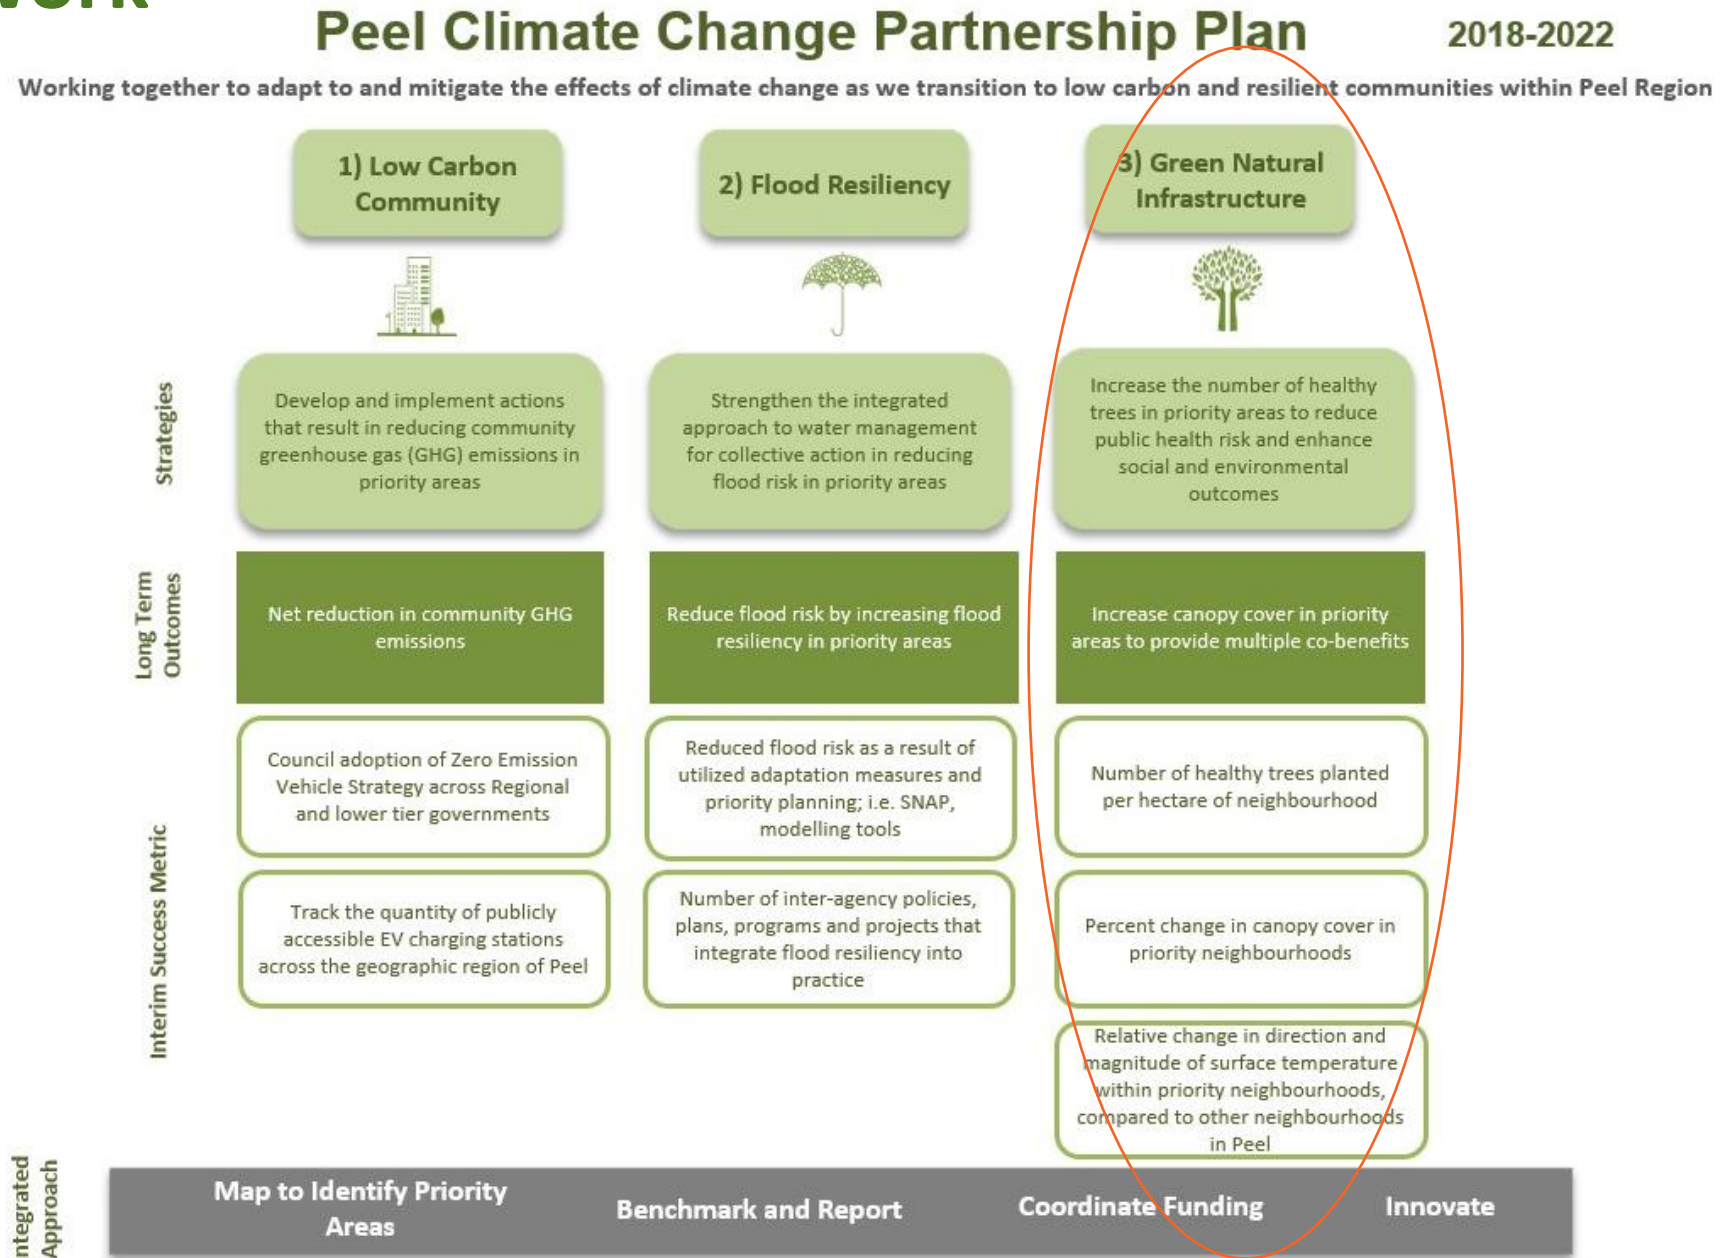 Peel Climate Change Partnership Plan 2018-2022
Working together to adapt to and mitigate the effects of climate change as we transition to low carbon and resilient communities within Peel Region
1) Low Carbon
Community
2) Flood Resiliency
3) Green Natural
Infrastructure
Strategies
Develop and implement actions
that result in reducing community
greenhouse gas (GHG) emissions in
priority areas
Strengthen the integrated
approach to water management
for collective action in reducing
flood risk in priority areas
Increase the number of healthy
trees in priority areas to reduce
public health risk and enhance
social and environmental
outcomes
Long Term
Outcomes
Net reduction in community GHG
emissions
Reduce flood risk by increasing flood
resiliency in priority areas
Increase canopy cover in priority
areas to provide multiple co-benefits
Interim Success Metric
Council adoption of Zero Emission
Vehicle Strategy across Regional
and lower tier governments
Reduced flood risk as a result of
utilized adaptation measures and
priority planning; i.e. SNAP,
modelling tools
Number of healthy trees planted
per hectare of neighbourhood
Track the quantity of publicly
accessible EV charging stations
across the geographic region of Peel
Number of inter-agency policies,
plans, programs and projects that
integrate flood resiliency into
practice
Percent change in canopy cover in
priority neighbourhoods
Relative change in direction and
magnitude of surface temperature
within priority neighbourhoods,
compared to other neighbourhoods
in Peel
ntegrated
Approach
Map to Identify Priority
Areas
Benchmark and Report
Coordinate Funding
Innovate